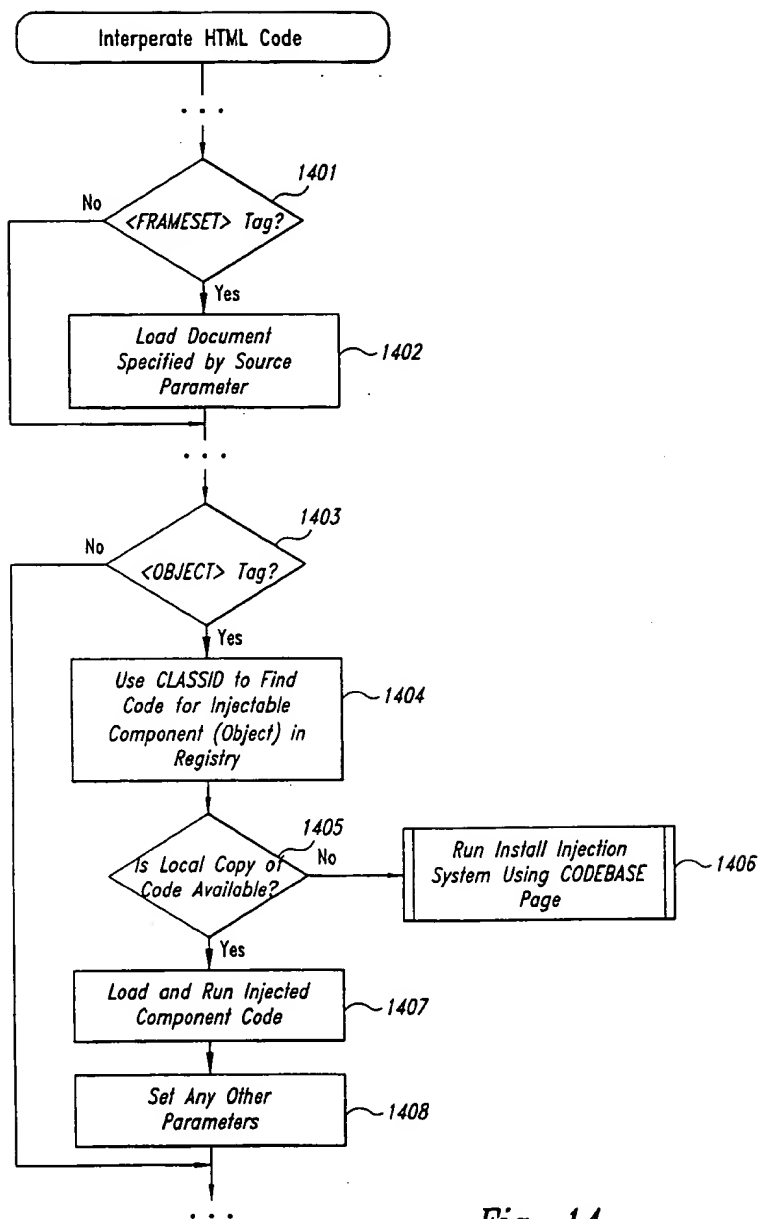 Interperate HTML Code
. . .
1401
No
<FRAMESET> Tag?
Yes
Load Document
Specified by Source
Parameter
1402
. . .
1403
No
<OBJECT> Tag?
Yes
Use CLASSID to Find
Code for Injectable
Component (Object) in
Registry
1404
1405
Is Local Copy of
Code Available?
No
Run Install Injection
System Using CODEBASE
Page
1406
Yes
Load and Run Injected
Component Code
1407
Set Any Other
Parameters
1408
. . .
Fig. 14